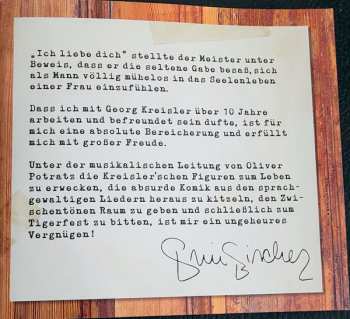 „Ich liebe dich" stellte der Meister unter
Beweis, dass er die seltene Gabe besaß, sich
als Mann völlig mühelos in das Seelenleben
einer Frau einzufühlen.
Dass ich mit Georg Kreisler über 10 Jahre
arbeiten und befreundet sein dufte, ist für
mich eine absolute Bereicherung und erfüllt
mich mit großer Freude.
Unter der musikalischen Leitung von Oliver
Potratz die Kreisler'schen Figuren zum Leben
zu erwecken, die absurde Komik aus den sprach-
gewaltigen Liedern heraus zu kitzeln, den Zwi-
schentönen Raum zu geben und schließlich zum
Tigerfest zu bitten, ist mir ein ungeheures
Vergnügen!